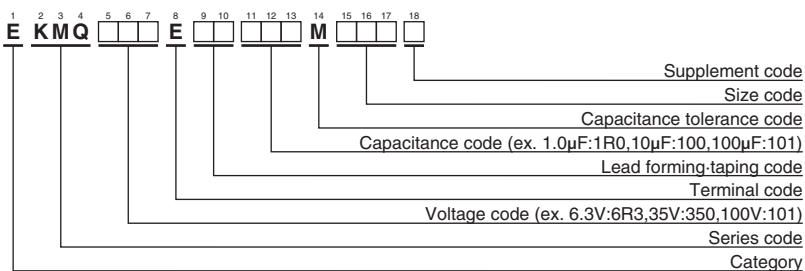 1 2 3 4 5 6 7 8 9 10 11 12 13 14 15 16 17 18
E KMQ E M
Supplement code
Size code
Capacitance tolerance code
Capacitance code (ex. 1.0µF:1R0,10µF:100,100µF:101)
Lead forming·taping code
Terminal code
Voltage code (ex. 6.3V:6R3,35V:350,100V:101)
Series code
Category